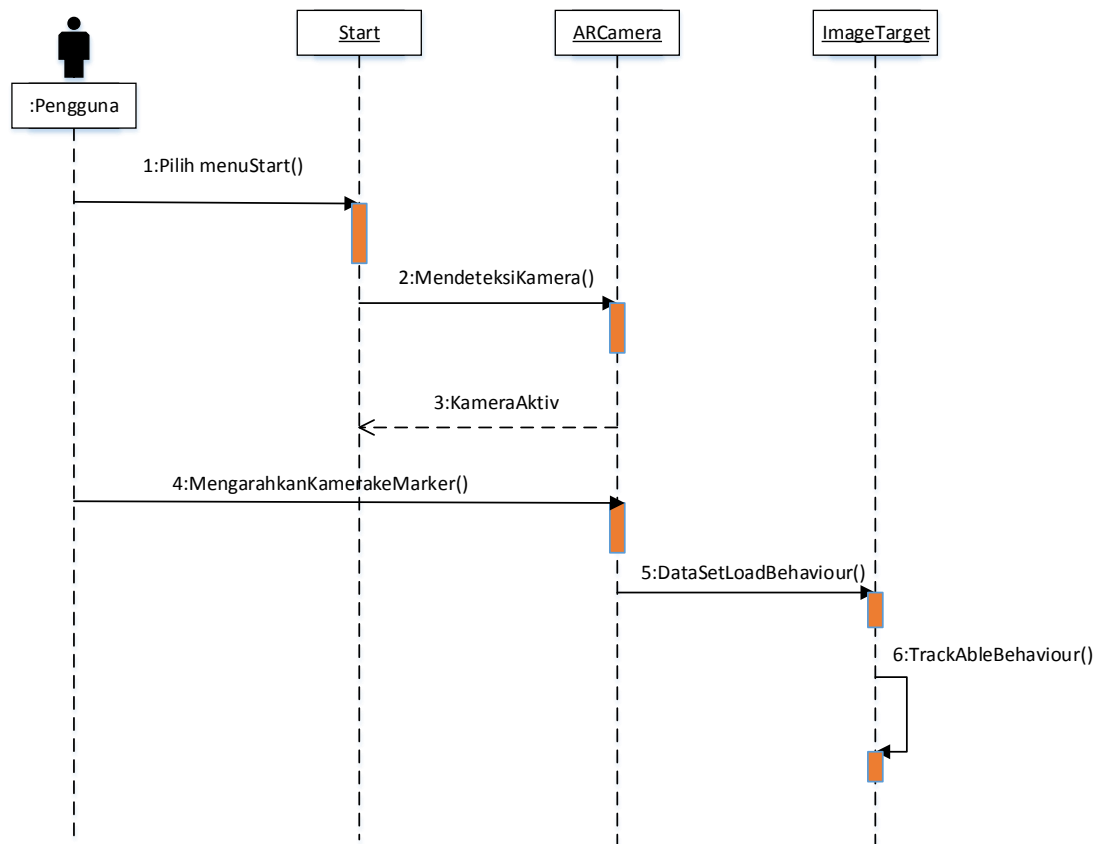 Start
ARCamera
ImageTarget
:Pengguna
1:Pilih menuStart()
2:MendeteksiKamera()
3:KameraAktiv
4:MengarahkanKamerakeMarker()
5:DataSetLoadBehaviour()
6:TrackAbleBehaviour()